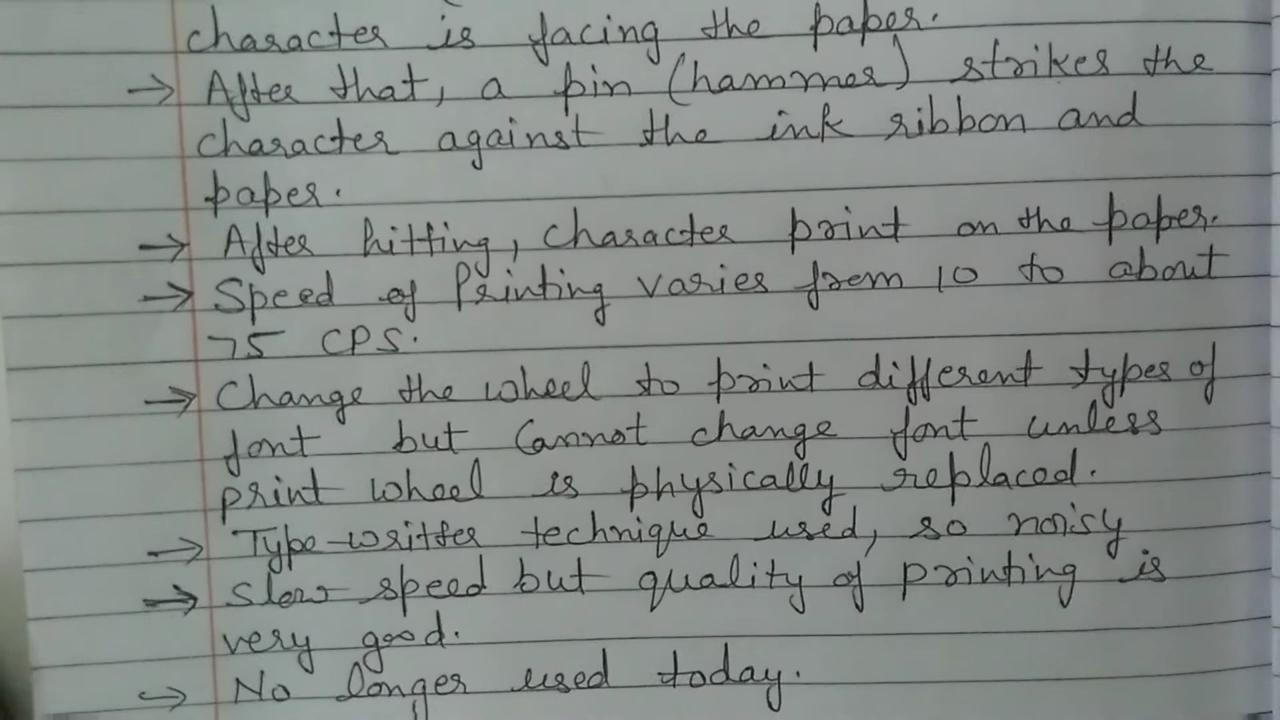 character is facing the paper.
→ After that, a pin (hammer) strikes the
character against the ink ribbon and
paper.
→ After hitting, character print on the paper.
→ Speed of Printing varies from 10 to about
75 CPS.
→ Change the wheel to print different types of
font but Cannot change font unless
print wheel is physically replaced.
→ Type-writter technique used, so noisy
→ Slow speed but quality of printing is
very good.
→ No longer used today.